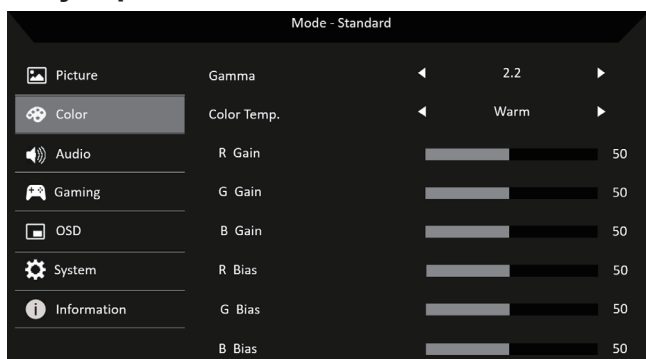 Mode - Standard
Picture
Gamma 2.2
Color
Color Temp. Warm
Audio
R Gain 50
Gaming
G Gain 50
OSD
B Gain 50
System
R Bias 50
Information
G Bias 50
B Bias 50